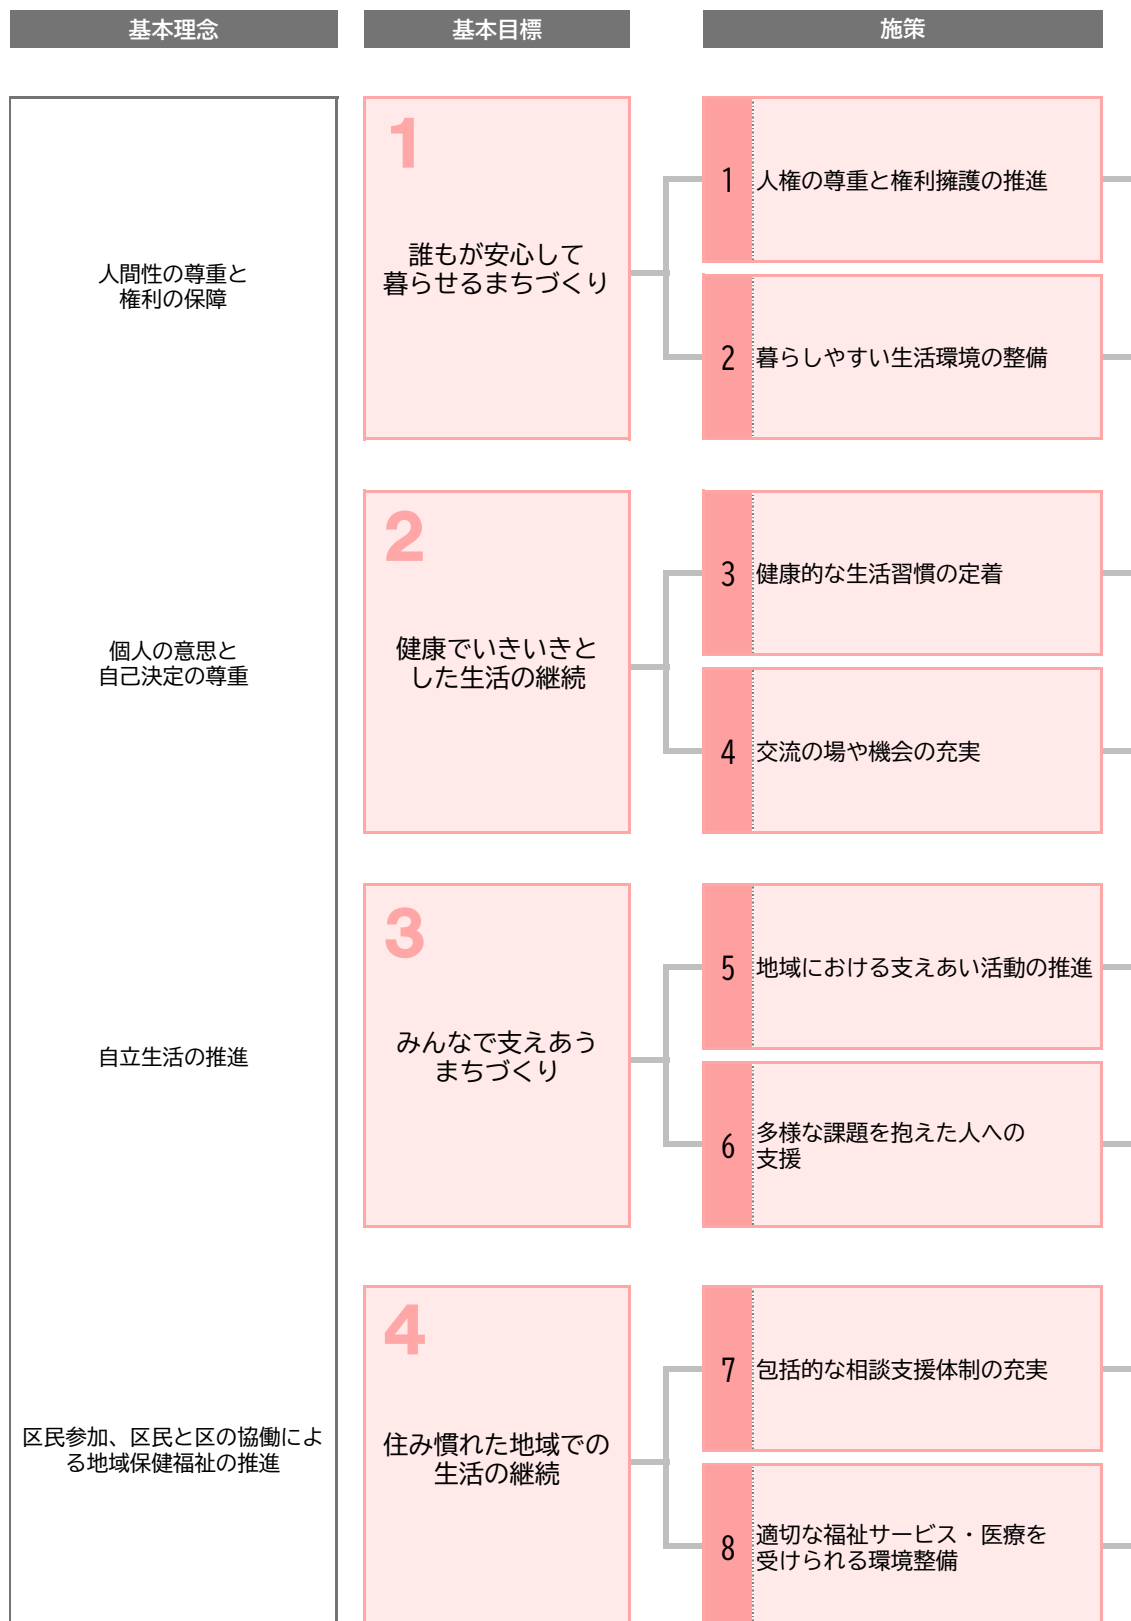 基本理念
基本目標
施策
人間性の尊重と
権利の保障
個人の意思と
自己決定の尊重
自立生活の推進
区民参加、区民と区の協働によ
る地域保健福祉の推進
1
誰もが安心して
暮らせるまちづくり
1 人権の尊重と権利擁護の推進
2 暮らしやすい生活環境の整備
2
健康でいきいきと
した生活の継続
3 健康的な生活習慣の定着
4 交流の場や機会の充実
3
みんなで支えあう
まちづくり
5 地域における支えあい活動の推進
6 多様な課題を抱えた人への
支援
4
住み慣れた地域での
生活の継続
7 包括的な相談支援体制の充実
8 適切な福祉サービス・医療を
受けられる環境整備